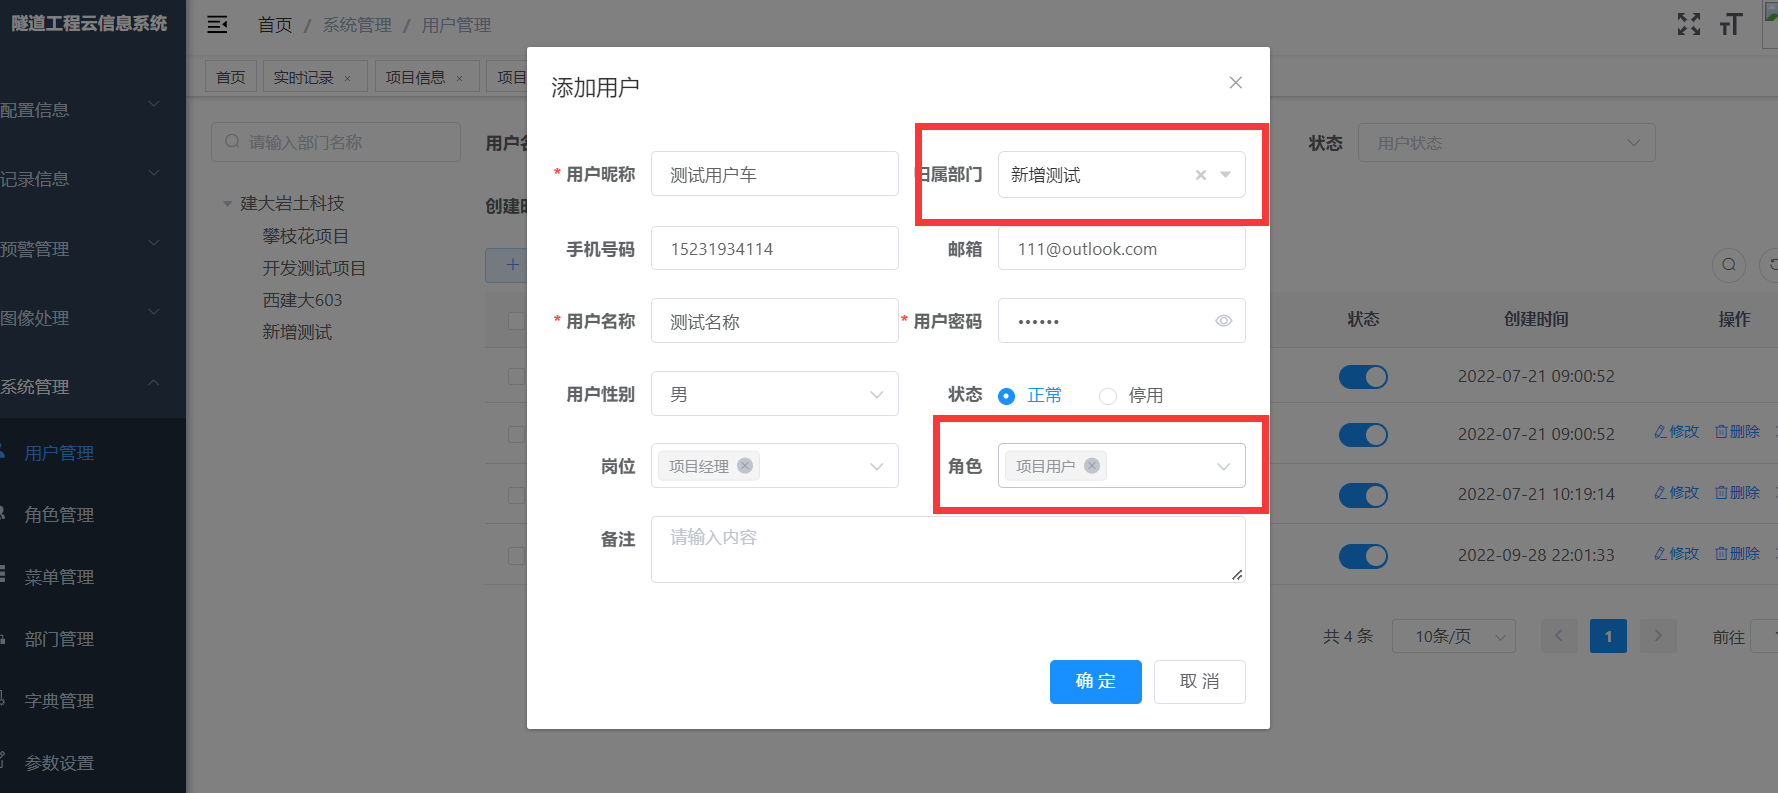 隧道工程云信息系统
首页 / 系统管理 / 用户管理
首页
实时记录 ×
项目信息 ×
项目
配置信息
记录信息
预警管理
图像处理
系统管理
用户管理
角色管理
菜单管理
部门管理
字典管理
参数设置
请输入部门名称
建大岩土科技
攀枝花项目
开发测试项目
西建大603
新增测试
用户名
状态 用户状态
创建时
添加用户
* 用户昵称 测试用户车
归属部门 新增测试
手机号码 15231934114
邮箱 111@outlook.com
* 用户名称 测试名称
* 用户密码 ••••••
用户性别 男
状态 正常 停用
岗位 项目经理
角色 项目用户
备注 请输入内容
确 定 取 消
状态 创建时间 操作
2022-07-21 09:00:52
2022-07-21 09:00:52 修改 删除
2022-07-21 10:19:14 修改 删除
2022-09-28 22:01:33 修改 删除
共 4 条 10条/页 1 前往